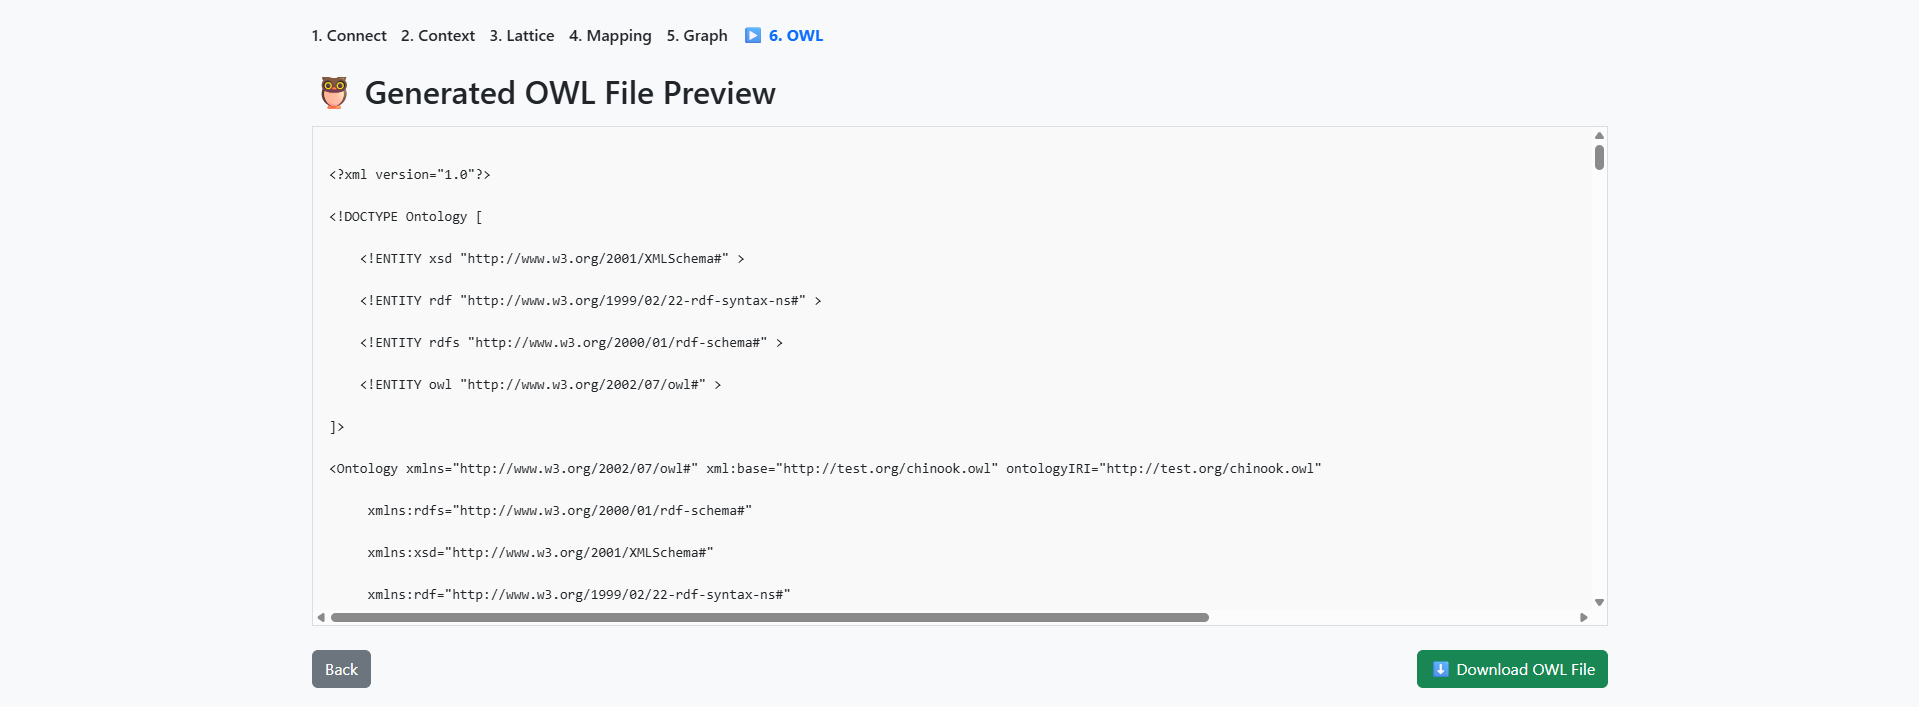 1. Connect 2. Context 3. Lattice 4. Mapping 5. Graph 6. OWL
Generated OWL File Preview
<?xml version="1.0"?>
<!DOCTYPE Ontology [
    <!ENTITY xsd "http://www.w3.org/2001/XMLSchema#" >
    <!ENTITY rdf "http://www.w3.org/1999/02/22-rdf-syntax-ns#" >
    <!ENTITY rdfs "http://www.w3.org/2000/01/rdf-schema#" >
    <!ENTITY owl "http://www.w3.org/2002/07/owl#" >
]>
<Ontology xmlns="http://www.w3.org/2002/07/owl#" xml:base="http://test.org/chinook.owl" ontologyIRI="http://test.org/chinook.owl"
     xmlns:rdfs="http://www.w3.org/2000/01/rdf-schema#"
     xmlns:xsd="http://www.w3.org/2001/XMLSchema#"
     xmlns:rdf="http://www.w3.org/1999/02/22-rdf-syntax-ns#"
Back
Download OWL File